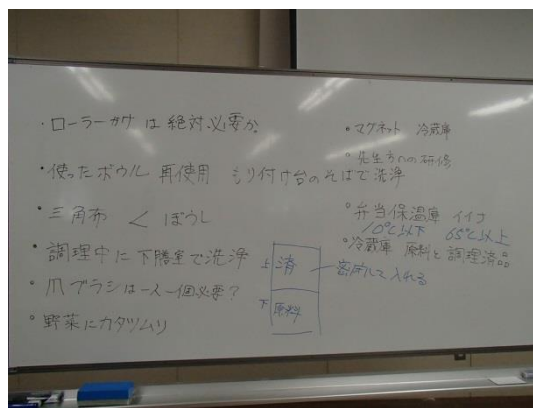 ・ローラーがけは絶対必要か
・使ったボウル 再使用 もり付け台のそばで洗浄
・三角布 < ぼうし
・調理中に下膳室で洗浄
・爪ブラシは一人一個必要?
・野菜にカタツムリ
・マグネット 冷蔵庫
・先生方への研修
・弁当保温庫
10℃以下 65℃以上
・冷蔵庫 原料と調理済品
上 済 密閉して入れる
下 原料